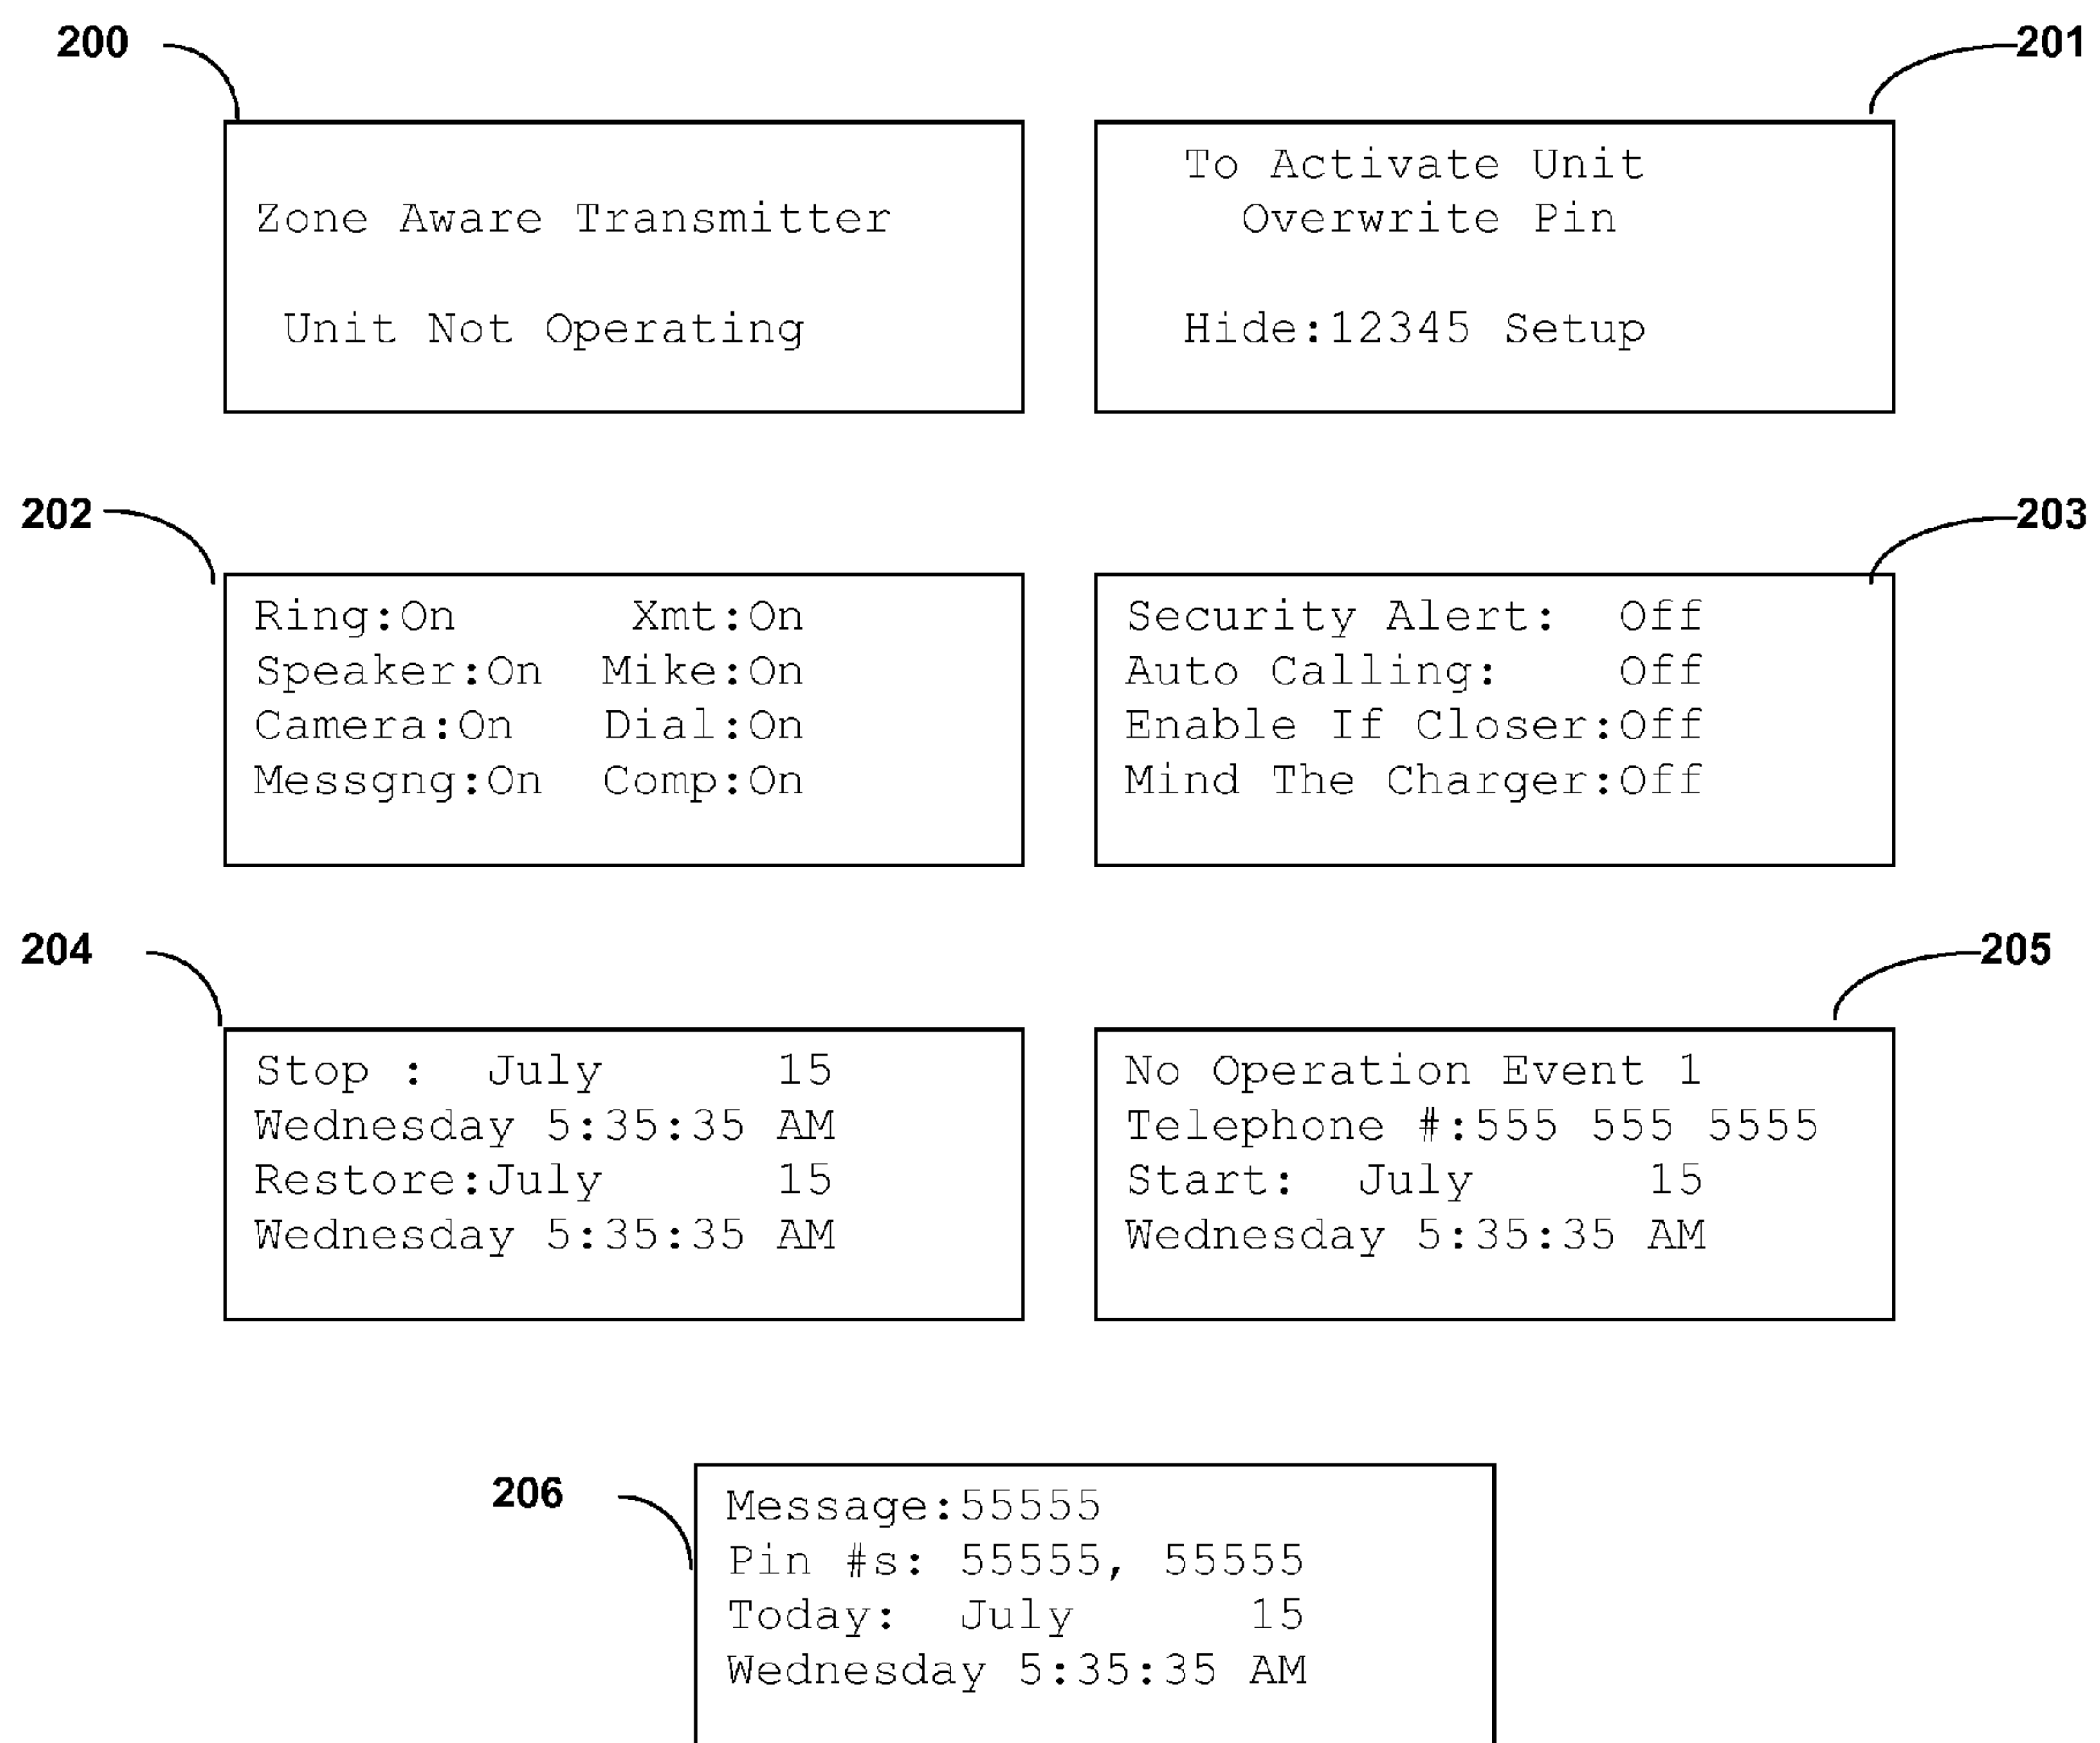 200
201
Zone Aware Transmitter
Unit Not Operating
To Activate Unit
Overwrite Pin
Hide:12345 Setup
202
203
Ring:On Xmt:On
Speaker:On Mike:On
Camera:On Dial:On
Messgng:On Comp:On
Security Alert: Off
Auto Calling: Off
Enable If Closer:Off
Mind The Charger:Off
204
205
Stop : July 15
Wednesday 5:35:35 AM
Restore:July 15
Wednesday 5:35:35 AM
No Operation Event 1
Telephone #:555 555 5555
Start: July 15
Wednesday 5:35:35 AM
206
Message:55555
Pin #s: 55555, 55555
Today: July 15
Wednesday 5:35:35 AM